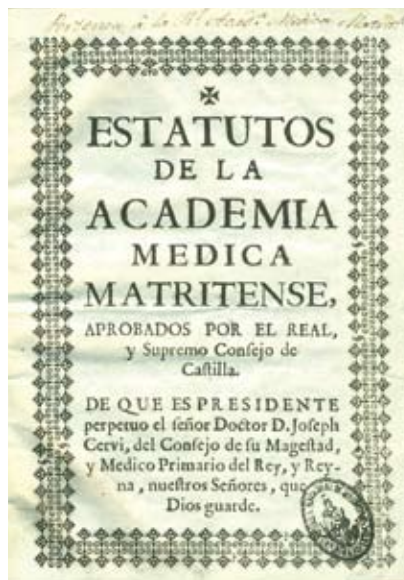 ✠
ESTATUTOS
DE LA
ACADEMIA
MEDICA
MATRITENSE,
APROBADOS POR EL REAL,
y Supremo Conſejo de
Caſtilla.
DE QUE ES PRESIDENTE
perpetuo el ſeñor Doctor D. Joſeph
Cervi, del Conſejo de ſu Mageſtad,
y Medico Primario del Rey, y Rey-
na, nueſtros Señores, que
Dios guarde.